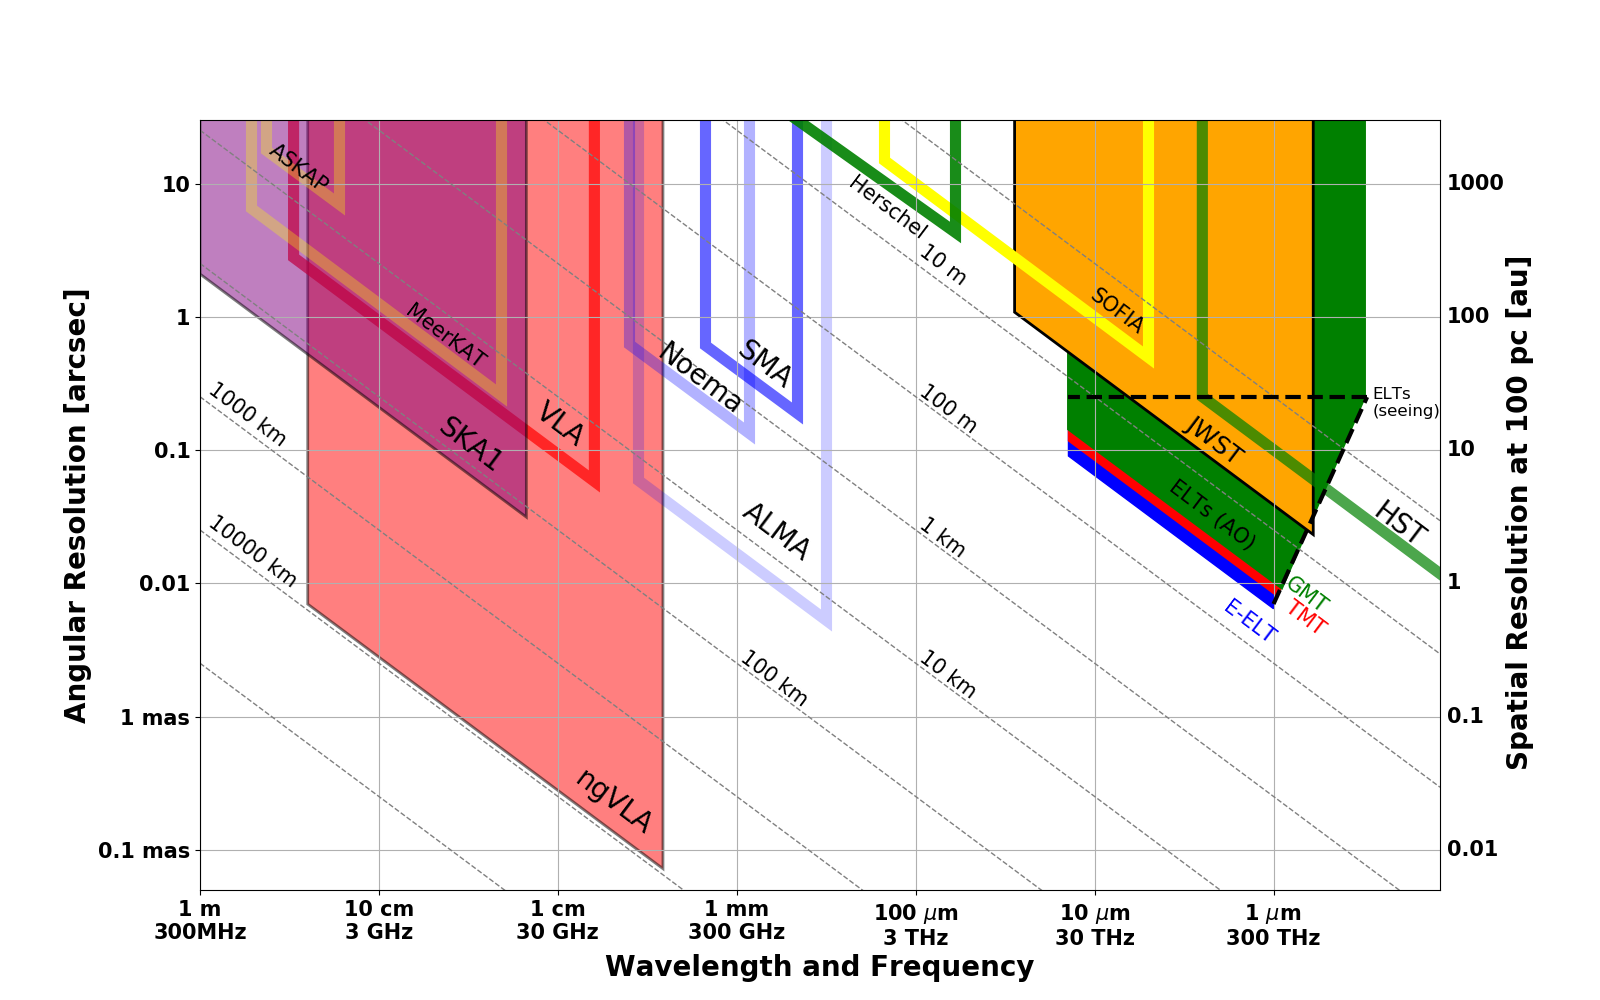 ASKAP
MeerKAT
SKA1
VLA
ngVLA
Noema
SMA
ALMA
Herschel
SOFIA
JWST
ELTs (AO)
ELTs
(seeing)
HST
GMT
TMT
E-ELT
10 m
100 m
1 km
10 km
100 km
1000 km
10000 km
10
1
0.1
0.01
1 mas
0.1 mas
Angular Resolution [arcsec]
1000
100
10
1
0.1
0.01
Spatial Resolution at 100 pc [au]
1 m
300MHz
10 cm
3 GHz
1 cm
30 GHz
1 mm
300 GHz
100 μm
3 THz
10 μm
30 THz
1 μm
300 THz
Wavelength and Frequency